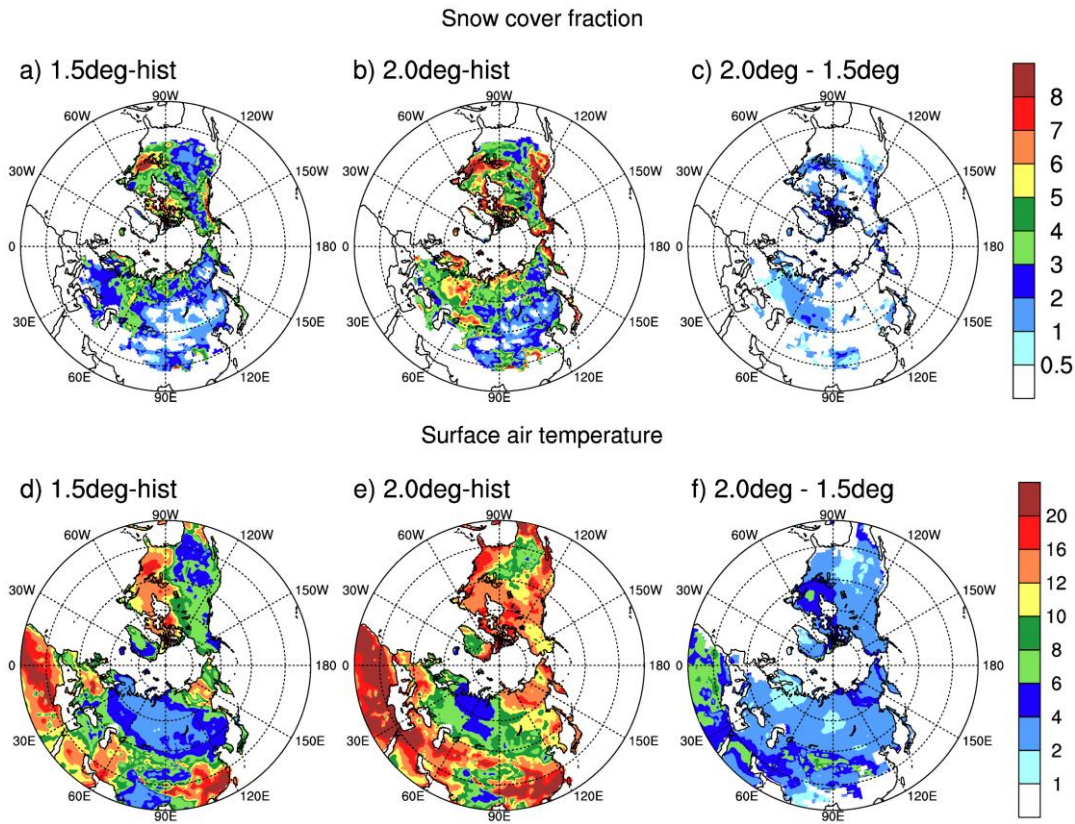 Snow cover fraction
a) 1.5deg-hist
b) 2.0deg-hist
c) 2.0deg - 1.5deg
90W
60W
120W
30W
150W
0
180
30E
150E
60E
120E
90E
90W
60W
120W
30W
150W
0
180
30E
150E
60E
120E
90E
90W
60W
120W
30W
150W
0
180
30E
150E
60E
120E
90E
8
7
6
5
4
3
2
1
0.5
Surface air temperature
d) 1.5deg-hist
e) 2.0deg-hist
f) 2.0deg - 1.5deg
90W
60W
120W
30W
150W
0
180
30E
150E
60E
120E
90E
90W
60W
120W
30W
150W
0
180
30E
150E
60E
120E
90E
90W
60W
120W
30W
150W
0
180
30E
150E
60E
120E
90E
20
16
12
10
8
6
4
2
1